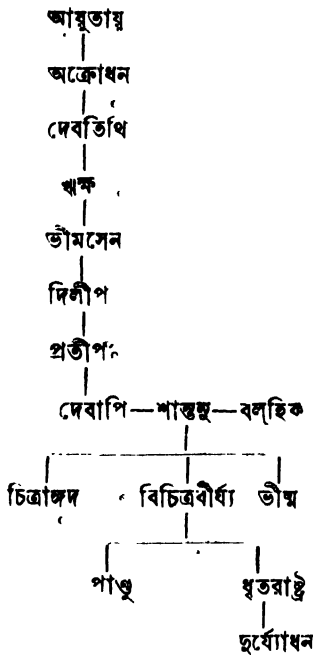 আয়ুতায়ু
অক্রোধন
দেবতিথি
ঋক্ষ
ভীমসেন
দিলীপ
প্রতীপ
দেবাপি—শান্তনু—বল্‌হিক
চিত্রাঙ্গদ বিচিত্রবীর্য্য ভীষ্ম
পাণ্ডু ধৃতরাষ্ট্র
দুর্য্যোধন